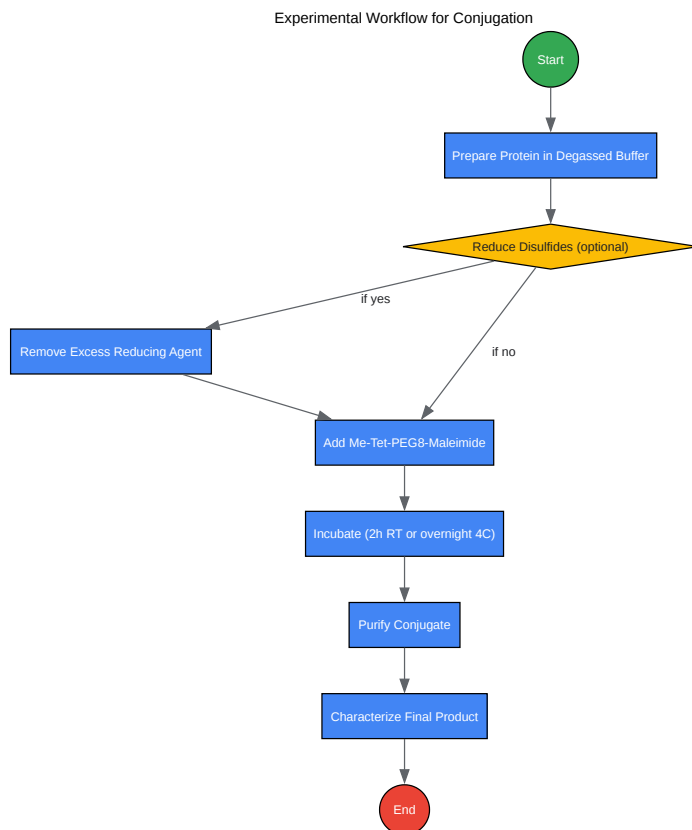 Experimental Workflow for Conjugation
Start
Prepare Protein in Degassed Buffer
Reduce Disulfides (optional)
if yes
if no
Remove Excess Reducing Agent
Add Me-Tet-PEG8-Maleimide
Incubate (2h RT or overnight 4C)
Purify Conjugate
Characterize Final Product
End